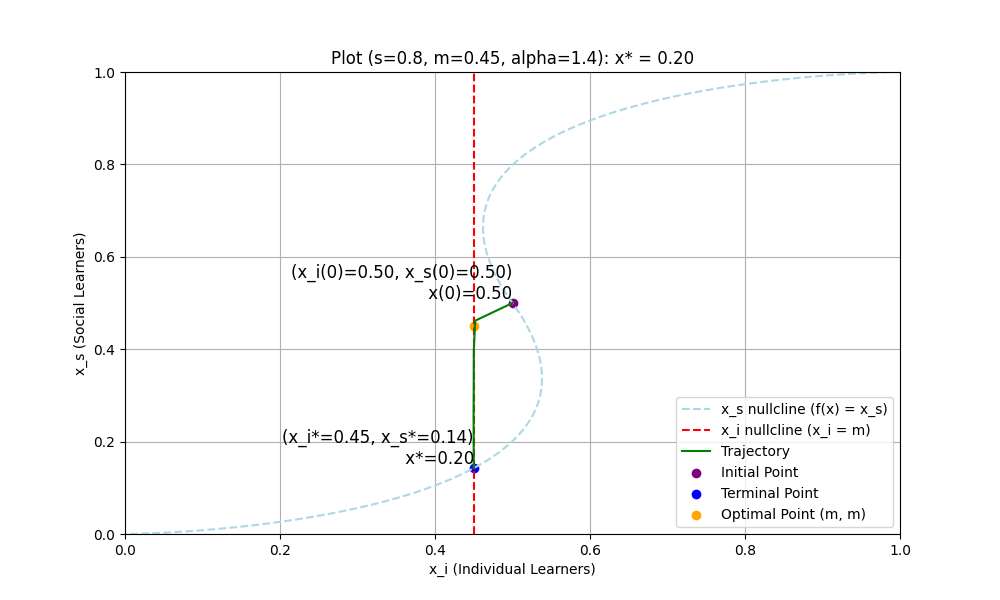 Plot (s=0.8, m=0.45, alpha=1.4): x* = 0.20
1.0
0.8
0.6
0.4
0.2
0.0
x_s (Social Learners)
(x_i(0)=0.50, x_s(0)=0.50)
x(0)=0.50
(x_i*=0.45, x_s*=0.14)
x*=0.20
x_s nullcline (f(x) = x_s)
x_i nullcline (x_i = m)
Trajectory
Initial Point
Terminal Point
Optimal Point (m, m)
0.0 0.2 0.4 0.6 0.8 1.0
x_i (Individual Learners)